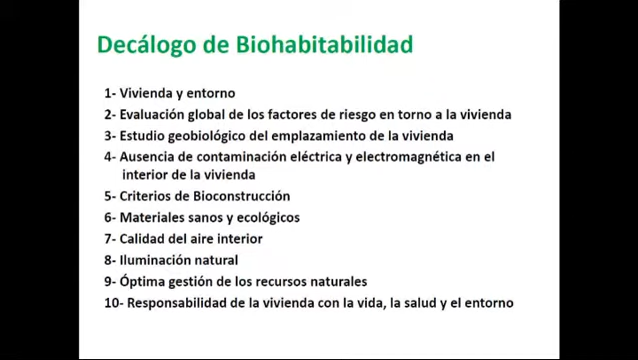 Decálogo de Biohabitabilidad
1- Vivienda y entorno
2- Evaluación global de los factores de riesgo en torno a la vivienda
3- Estudio geobiológico del emplazamiento de la vivienda
4- Ausencia de contaminación eléctrica y electromagnética en el
interior de la vivienda
5- Criterios de Bioconstrucción
6- Materiales sanos y ecológicos
7- Calidad del aire interior
8- Iluminación natural
9- Óptima gestión de los recursos naturales
10- Responsabilidad de la vivienda con la vida, la salud y el entorno